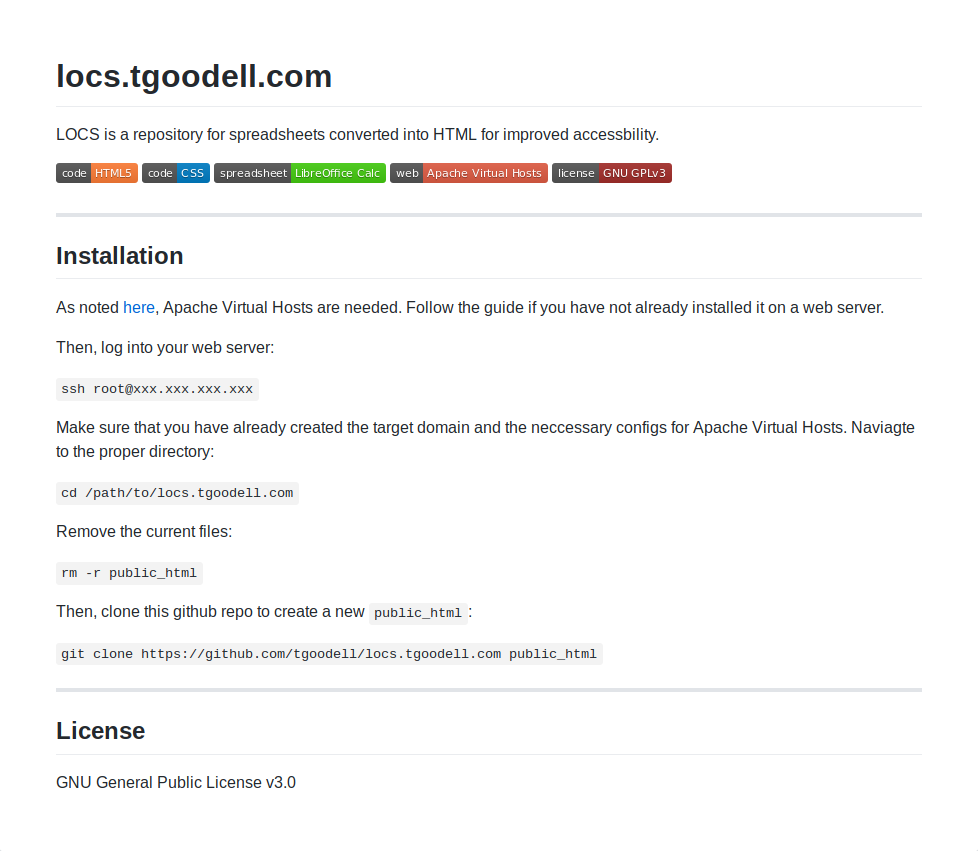 locs.tgoodell.com
LOCS is a repository for spreadsheets converted into HTML for improved accessbility.
code HTML5 code CSS spreadsheet LibreOffice Calc web Apache Virtual Hosts license GNU GPLv3
Installation
As noted here, Apache Virtual Hosts are needed. Follow the guide if you have not already installed it on a web server.
Then, log into your web server:
ssh root@xxx.xxx.xxx.xxx
Make sure that you have already created the target domain and the neccessary configs for Apache Virtual Hosts. Naviagte
to the proper directory:
cd /path/to/locs.tgoodell.com
Remove the current files:
rm -r public_html
Then, clone this github repo to create a new public_html:
git clone https://github.com/tgoodell/locs.tgoodell.com public_html
License
GNU General Public License v3.0